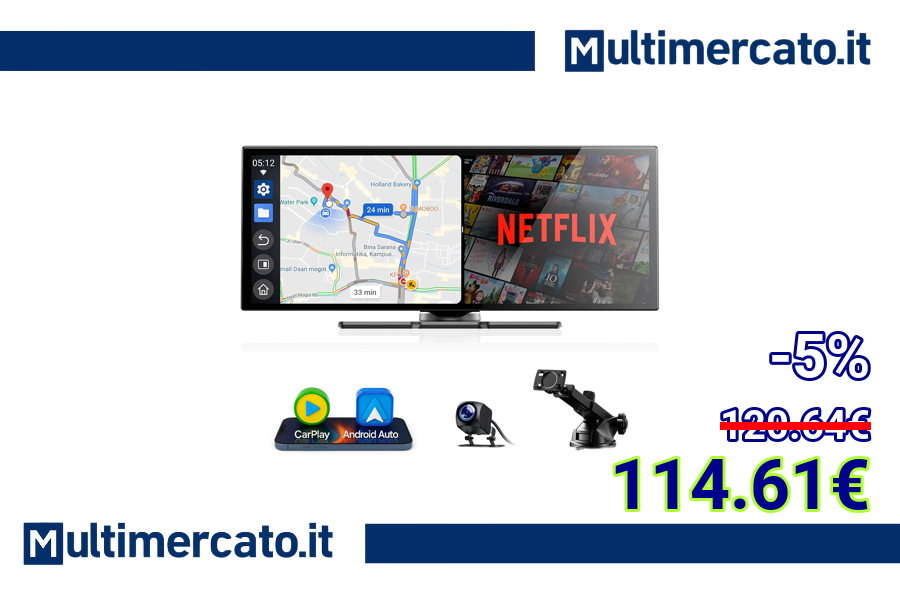 Multimercato.it
05:12
Holland Bakery
Water Park
24 min
Bina Sarana
Informatika, Kampus...
KFC
mall Daan mogot
33 min
NETFLIX
RIVERDALE
CarPlay
Android Auto
-5%
120.64€
114.61€
Multimercato.it